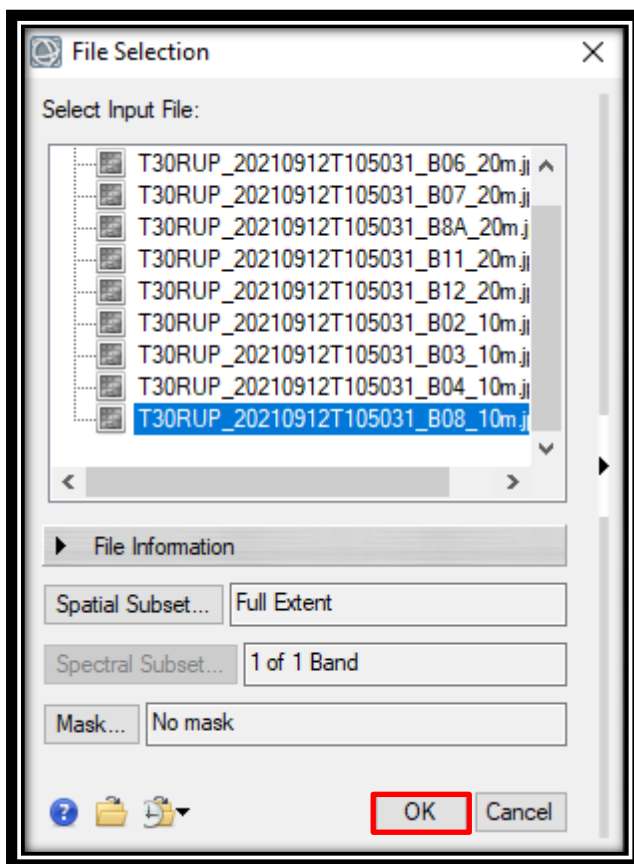 File Selection
Select Input File:
T30RUP_20210912T105031_B06_20m.j
T30RUP_20210912T105031_B07_20m.j
T30RUP_20210912T105031_B8A_20m.j
T30RUP_20210912T105031_B11_20m.j
T30RUP_20210912T105031_B12_20m.j
T30RUP_20210912T105031_B02_10m.j
T30RUP_20210912T105031_B03_10m.j
T30RUP_20210912T105031_B04_10m.j
T30RUP_20210912T105031_B08_10m.j
File Information
Spatial Subset... Full Extent
Spectral Subset... 1 of 1 Band
Mask... No mask
OK Cancel